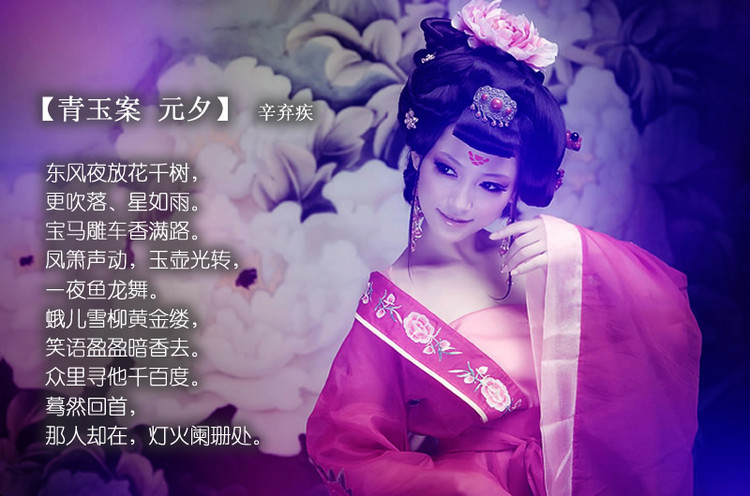 【青玉案 元夕】 辛弃疾
东风夜放花千树，
更吹落、星如雨。
宝马雕车香满路。
凤箫声动，玉壶光转，
一夜鱼龙舞。
蛾儿雪柳黄金缕，
笑语盈盈暗香去。
众里寻他千百度。
蓦然回首，
那人却在，灯火阑珊处。